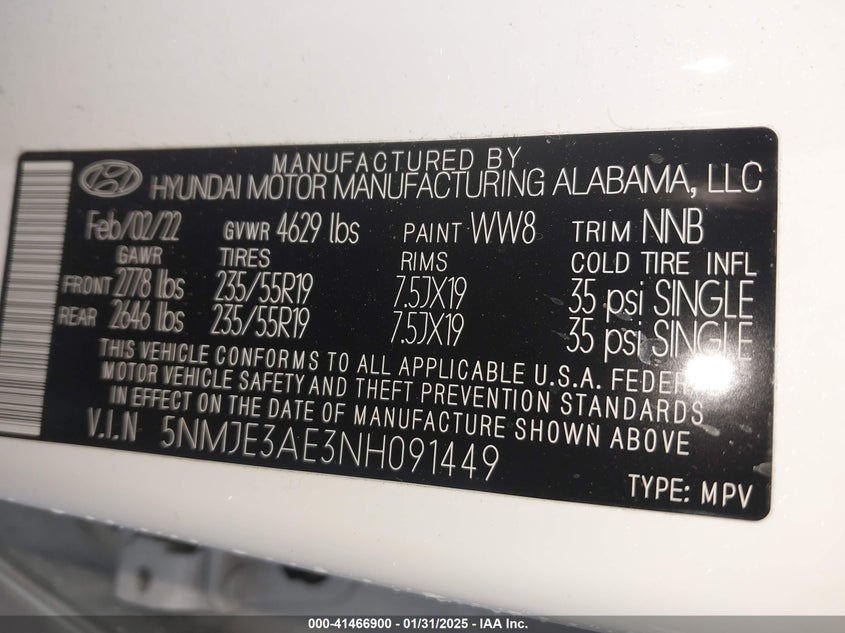 MANUFACTURED BY
HYUNDAI MOTOR MANUFACTURING ALABAMA, LLC
Feb/02/22 GVWR 4629 lbs PAINT WW8 TRIM NNB
GAWR TIRES RIMS COLD TIRE INFL
FRONT 2778 lbs 235/55R19 7.5JX19 35 psi SINGLE
REAR 2646 lbs 235/55R19 7.5JX19 35 psi SINGLE
THIS VEHICLE CONFORMS TO ALL APPLICABLE U.S.A. FEDER
MOTOR VEHICLE SAFETY AND THEFT PREVENTION STANDARDS
IN EFFECT ON THE DATE OF MANUFACTURE SHOWN ABOVE
V.I.N 5NMJE3AE3NH091449
TYPE: MPV
000-41466900 - 01/31/2025 - IAA Inc.